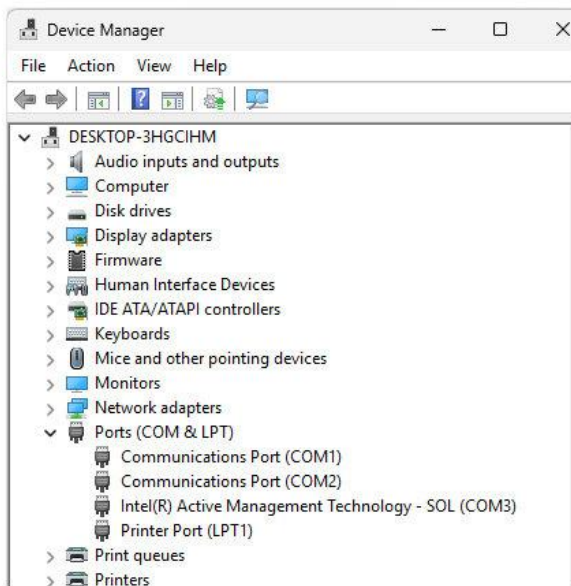 Device Manager
File Action View Help
DESKTOP-3HGCIHM
Audio inputs and outputs
Computer
Disk drives
Display adapters
Firmware
Human Interface Devices
IDE ATA/ATAPI controllers
Keyboards
Mice and other pointing devices
Monitors
Network adapters
Ports (COM & LPT)
Communications Port (COM1)
Communications Port (COM2)
Intel(R) Active Management Technology - SOL (COM3)
Printer Port (LPT1)
Print queues
Printers